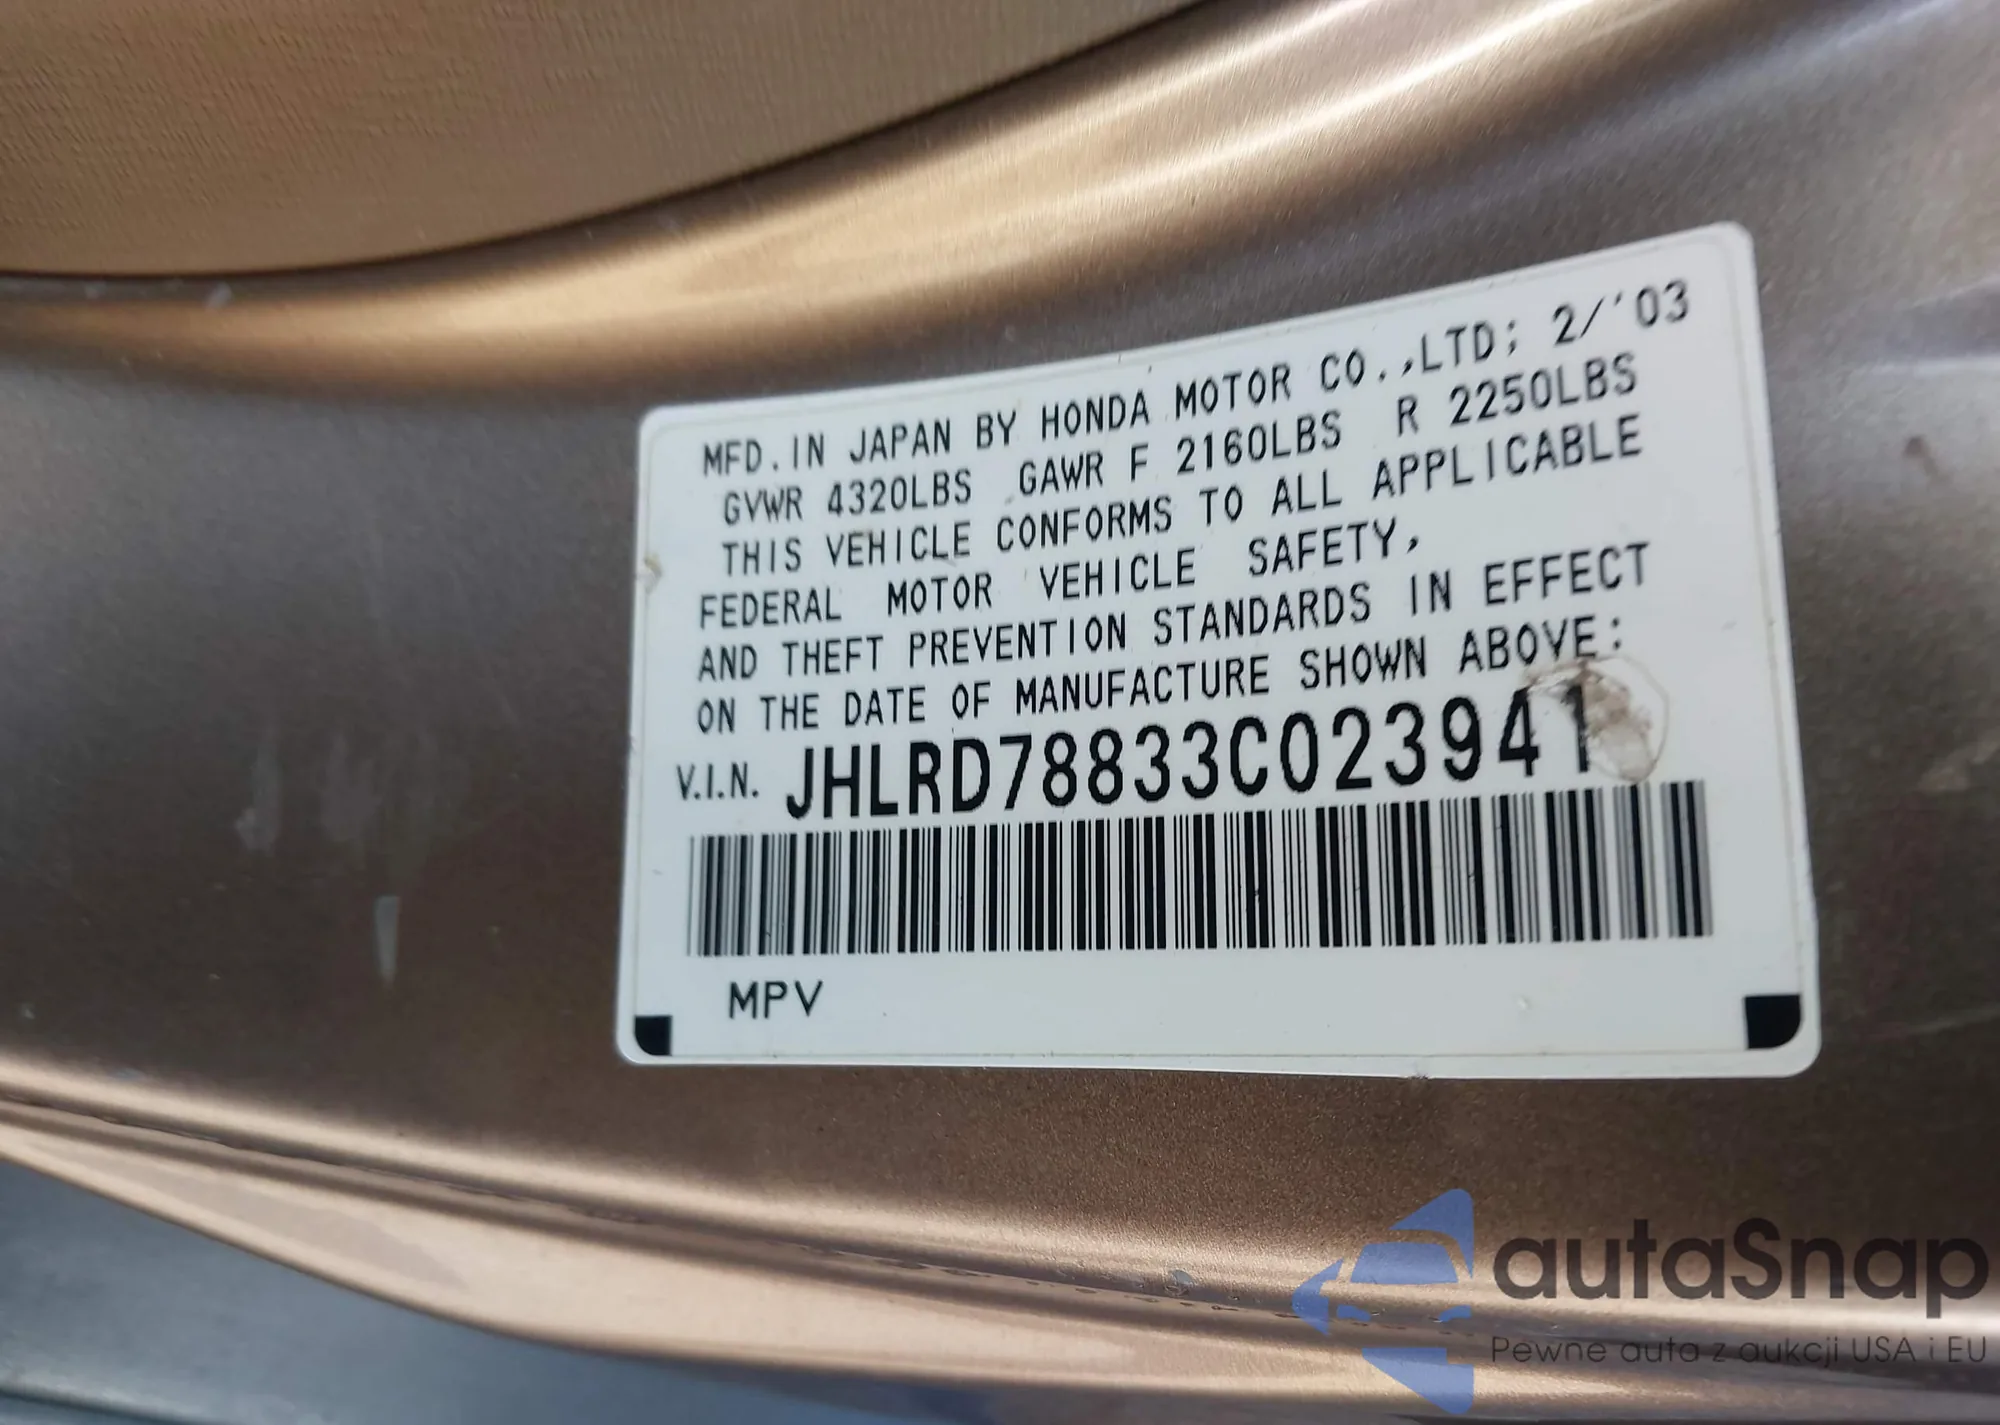 MFD. IN JAPAN BY HONDA MOTOR CO.,LTD; 2/'03
GVWR 4320LBS GAWR F 2160LBS R 2250LBS
THIS VEHICLE CONFORMS TO ALL APPLICABLE
FEDERAL MOTOR VEHICLE SAFETY,
AND THEFT PREVENTION STANDARDS IN EFFECT
ON THE DATE OF MANUFACTURE SHOWN ABOVE:
V.I.N. JHLRD78833C023941
MPV
autaSnap
Pewne auta z aukcji USA i EU